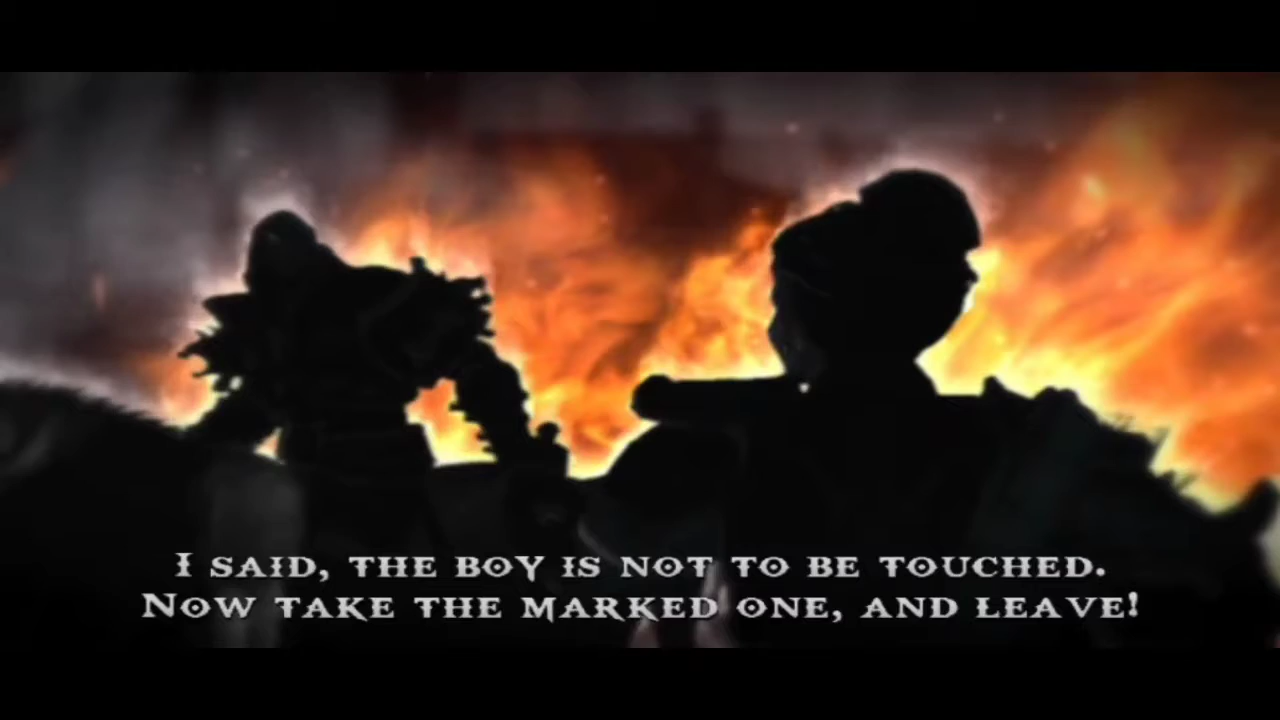 I said, the boy is not to be touched.
Now take the marked one, and leave!